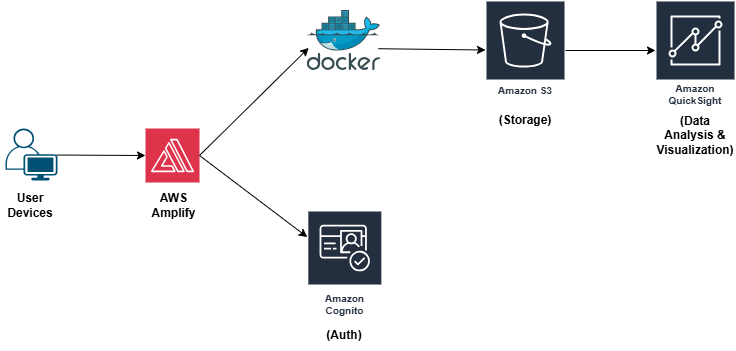 docker
Amazon S3
(Storage)
Amazon
QuickSight
(Data
Analysis &
Visualization)
User
Devices
AWS
Amplify
Amazon
Cognito
(Auth)